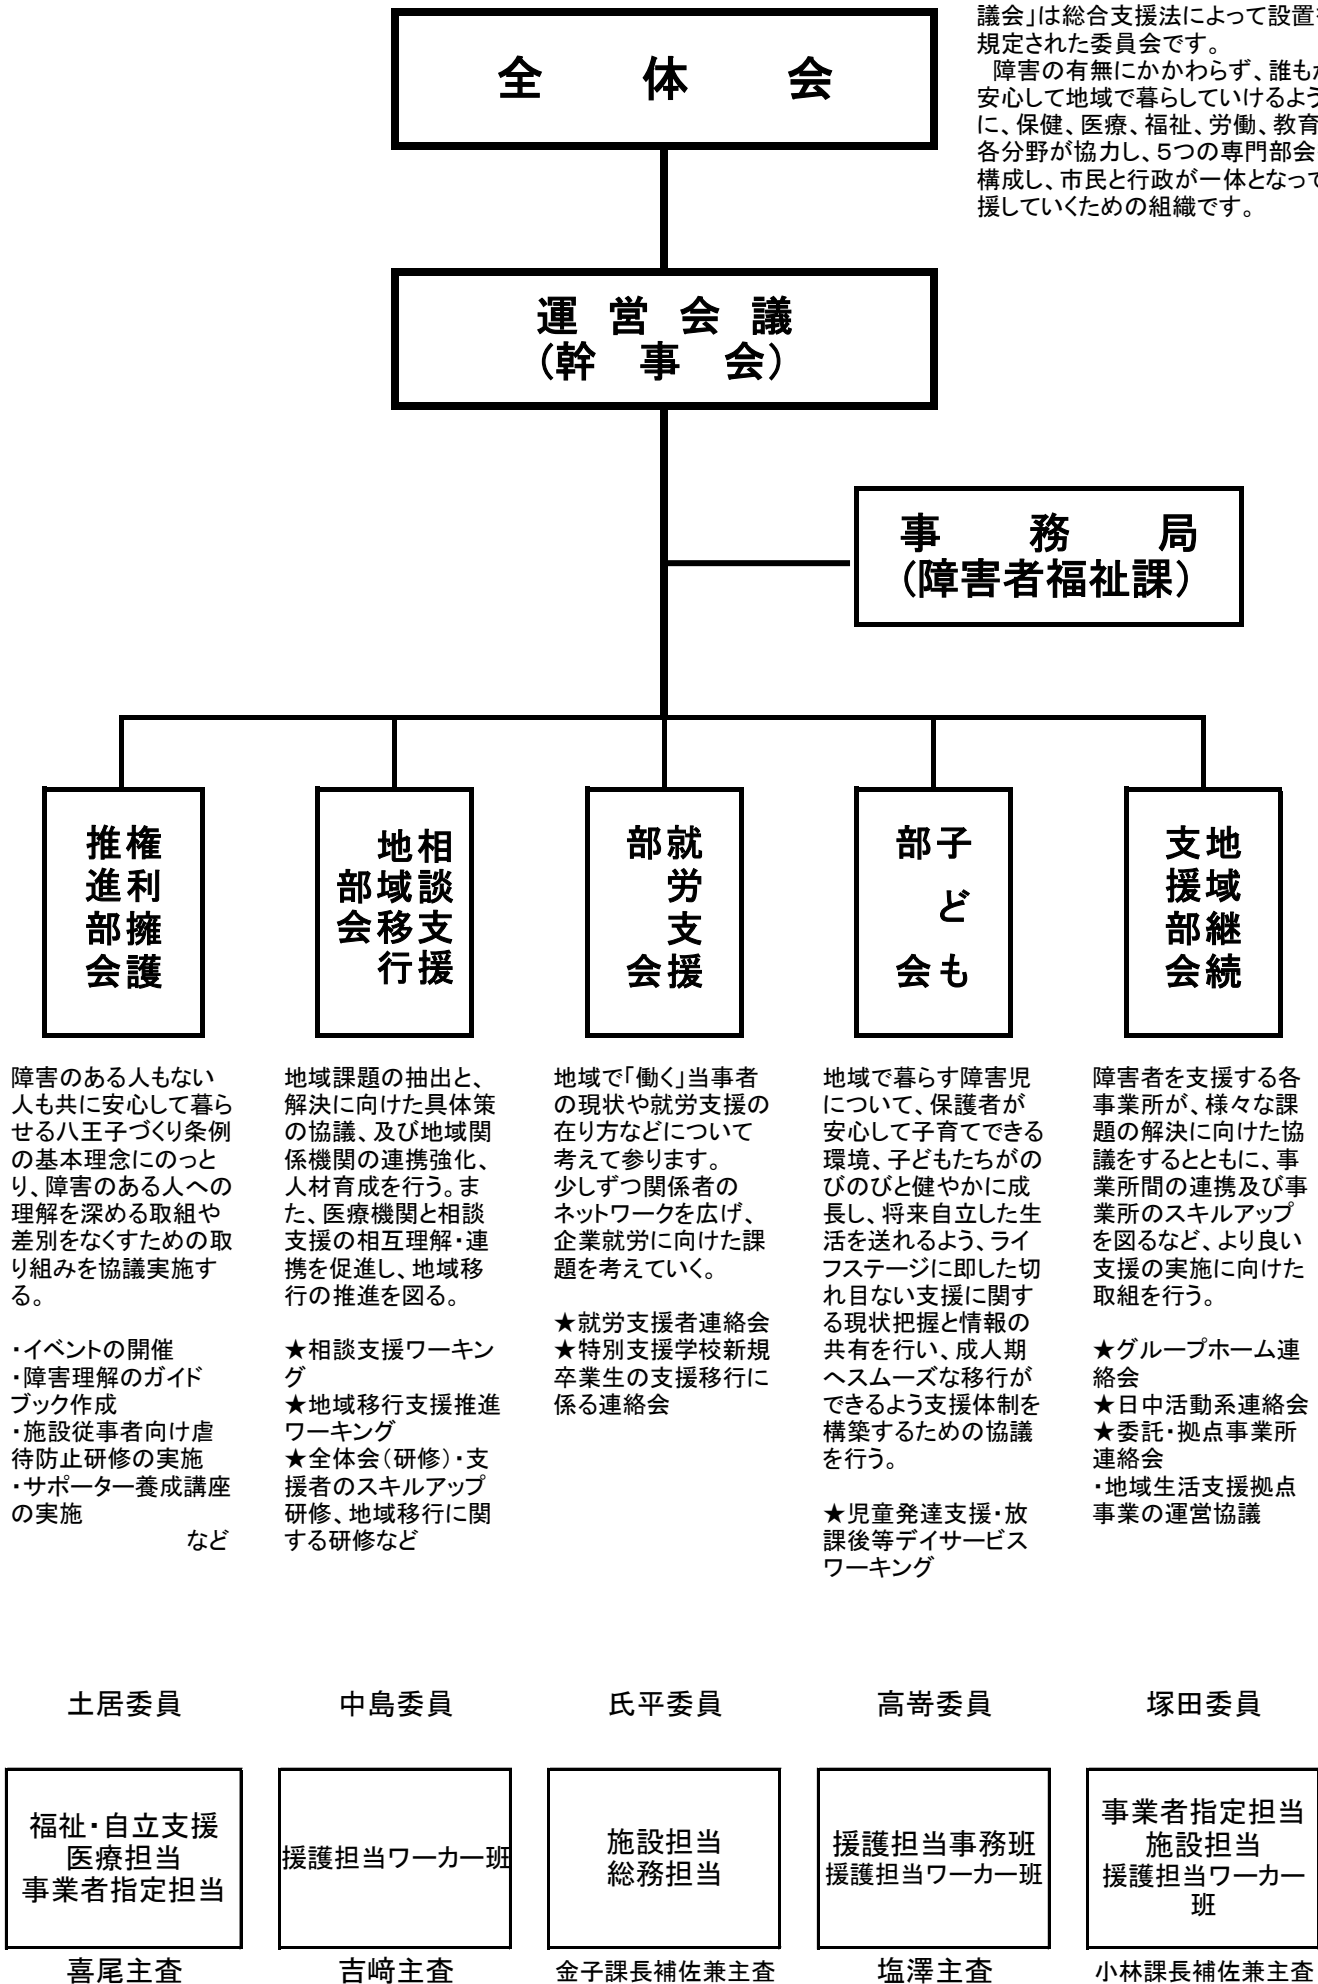 全体会
議会」は総合支援法によって設置
規定された委員会です。
障害の有無にかかわらず、誰も
安心して地域で暮らしていけるよう
に、保健、医療、福祉、労働、教育
各分野が協力し、5つの専門部会
構成し、市民と行政が一体となって
援していくための組織です。
運営会議
(幹事会)
事務局
(障害者福祉課)
権利擁護
推進部会
相談支援
地域移行
部会
就労支援
部会
子ども
部会
地域継続
支援部会
障害のある人もない
人も共に安心して暮ら
せる八王子づくり条例
の基本理念にのっと
り、障害のある人への
理解を深める取組や
差別をなくすための取
り組みを協議実施す
る。
・イベントの開催
・障害理解のガイド
ブック作成
・施設従事者向け虐
待防止研修の実施
・サポーター養成講座
の実施
など
地域課題の抽出と、
解決に向けた具体策
の協議、及び地域関
係機関の連携強化、
人材育成を行う。ま
た、医療機関と相談
支援の相互理解・連
携を促進し、地域移
行の推進を図る。
★相談支援ワーキン
グ
★地域移行支援推進
ワーキング
★全体会(研修)・支
援者のスキルアップ
研修、地域移行に関
する研修など
地域で「働く」当事者
の現状や就労支援の
在り方などについて
考えて参ります。
少しずつ関係者の
ネットワークを広げ、
企業就労に向けた課
題を考えていく。
★就労支援者連絡会
★特別支援学校新規
卒業生の支援移行に
係る連絡会
地域で暮らす障害児
について、保護者が
安心して子育てできる
環境、子どもたちがの
びのびと健やかに成
長し、将来自立した生
活を送れるよう、ライ
フステージに即した切
れ目ない支援に関す
る現状把握と情報の
共有を行い、成人期
へスムーズな移行が
できるよう支援体制を
構築するための協議
を行う。
★児童発達支援・放
課後等デイサービス
ワーキング
障害者を支援する各
事業所が、様々な課
題の解決に向けた協
議をするとともに、事
業所間の連携及び事
業所のスキルアップ
を図るなど、より良い
支援の実施に向けた
取組を行う。
★グループホーム連
絡会
★日中活動系連絡会
★委託・拠点事業所
連絡会
・地域生活支援拠点
事業の運営協議
土居委員
中島委員
氏平委員
高嵜委員
塚田委員
福祉・自立支援
医療担当
事業者指定担当
援護担当ワーカー班
施設担当
総務担当
援護担当事務班
援護担当ワーカー班
事業者指定担当
施設担当
援護担当ワーカー
班
喜尾主査
吉﨑主査
金子課長補佐兼主査
塩澤主査
小林課長補佐兼主査